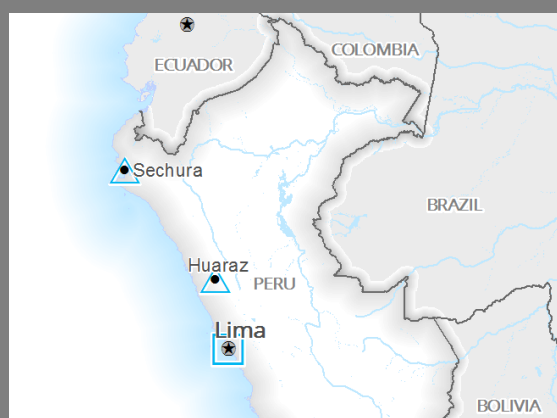 COLOMBIA
ECUADOR
Sechura
BRAZIL
Huaraz
PERU
Lima
BOLIVIA